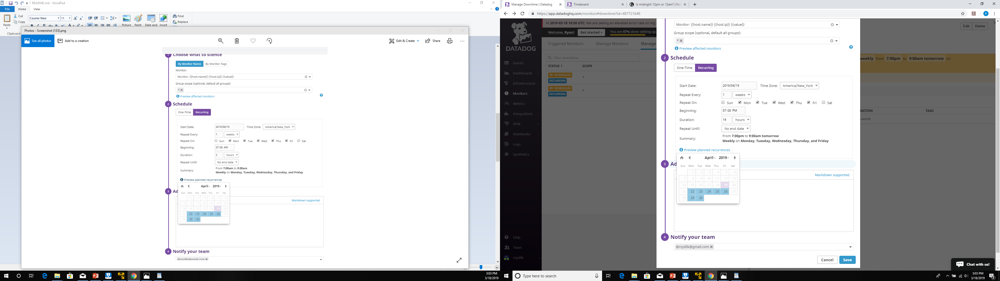 README.md - WordPad
File
Home
View
Cut
Copy
Paste
Clipboard
Courier New
11
Picture
Paint
Date and
Insert
Find
Replace
Photos - Screenshot (133).png
See all photos
Add to a creation
Edit & Create
Share
1 Choose what to silence
By Monitor Name By Monitor Tags
Monitor:
Monitor: {{host.name}} {{host.ip}} {{value}}
Group scope (optional, default all groups):
*
Preview affected monitors
2 Schedule
One-Time Recurring
Start Date: 2019/04/19 Time Zone: America/New_York
Repeat Every: 1 weeks
Repeat On: Sun Mon Tue Wed Thu Fri Sat
Beginning: 07:00 AM
Duration: 2 hours
Repeat Until: No end date
Summary: From 7:00am to 9:00am
Weekly on Monday, Tuesday, Wednesday, Thursday, and Friday
Preview planned recurrences
April - 2019 -
3 Ad
Sun Mon Tue Wed Thu Fri Sat
1 2 3 4 5 6
7 8 9 10 11 12 13
14 15 16 17 18 19 20
21 22 23 24 25 26 27
28 29 30
Markdown supported
4 Notify your team
@rsydlik@gmail.com
3:03 PM
3/18/2019
Manage Downtime | Datadog
Timeboard
Is midnight 12pm or 12am? | No
https://app.datadoghq.com/monitors#downtime?id=487721648
At 2019-03-18 18:50 UTC: We are seeing an elevated error rate on log
Welcome, Ryan! Get started You are 67% done setting up
DATADOG
Events
Dashboards
Infrastructure
Monitors
Metrics
Integrations
APM
Notebooks
Logs
Synthetics
Help
Team
rsydlik
Triggered Monitors Manage Monitors Manage
Filter downtime
STATUS SCOPE
SCHEDULED
RECURRING
*
SCHEDULED
RECURRING
*
Monitor: {{host.name}} {{host.ip}} {{value}}
Group scope (optional, default all groups):
*
Preview affected monitors
2 Schedule
One-Time Recurring
Start Date: 2019/04/19 Time Zone: America/New_York
Repeat Every: 1 weeks
Repeat On: Sun Mon Tue Wed Thu Fri Sat
Beginning: 07:00 PM
Duration: 14 hours
Repeat Until: No end date
Summary: From 7:00pm to 9:00am tomorrow
Weekly on Monday, Tuesday, Wednesday, Thursday, and Friday
Preview planned recurrences
April - 2019 -
3 Ad
Sun Mon Tue Wed Thu Fri Sat
1 2 3 4 5 6
7 8 9 10 11 12 13
14 15 16 17 18 19 20
21 22 23 24 25 26 27
28 29 30
Markdown supported
4 Notify your team
@rsydlik@gmail.com
Cancel Save
Edit Delete
weekly from 7:00pm to 9:00am tomorrow on
INITION TAGS
world
Chat with us!
Type here to search
3:03 PM
3/18/2019